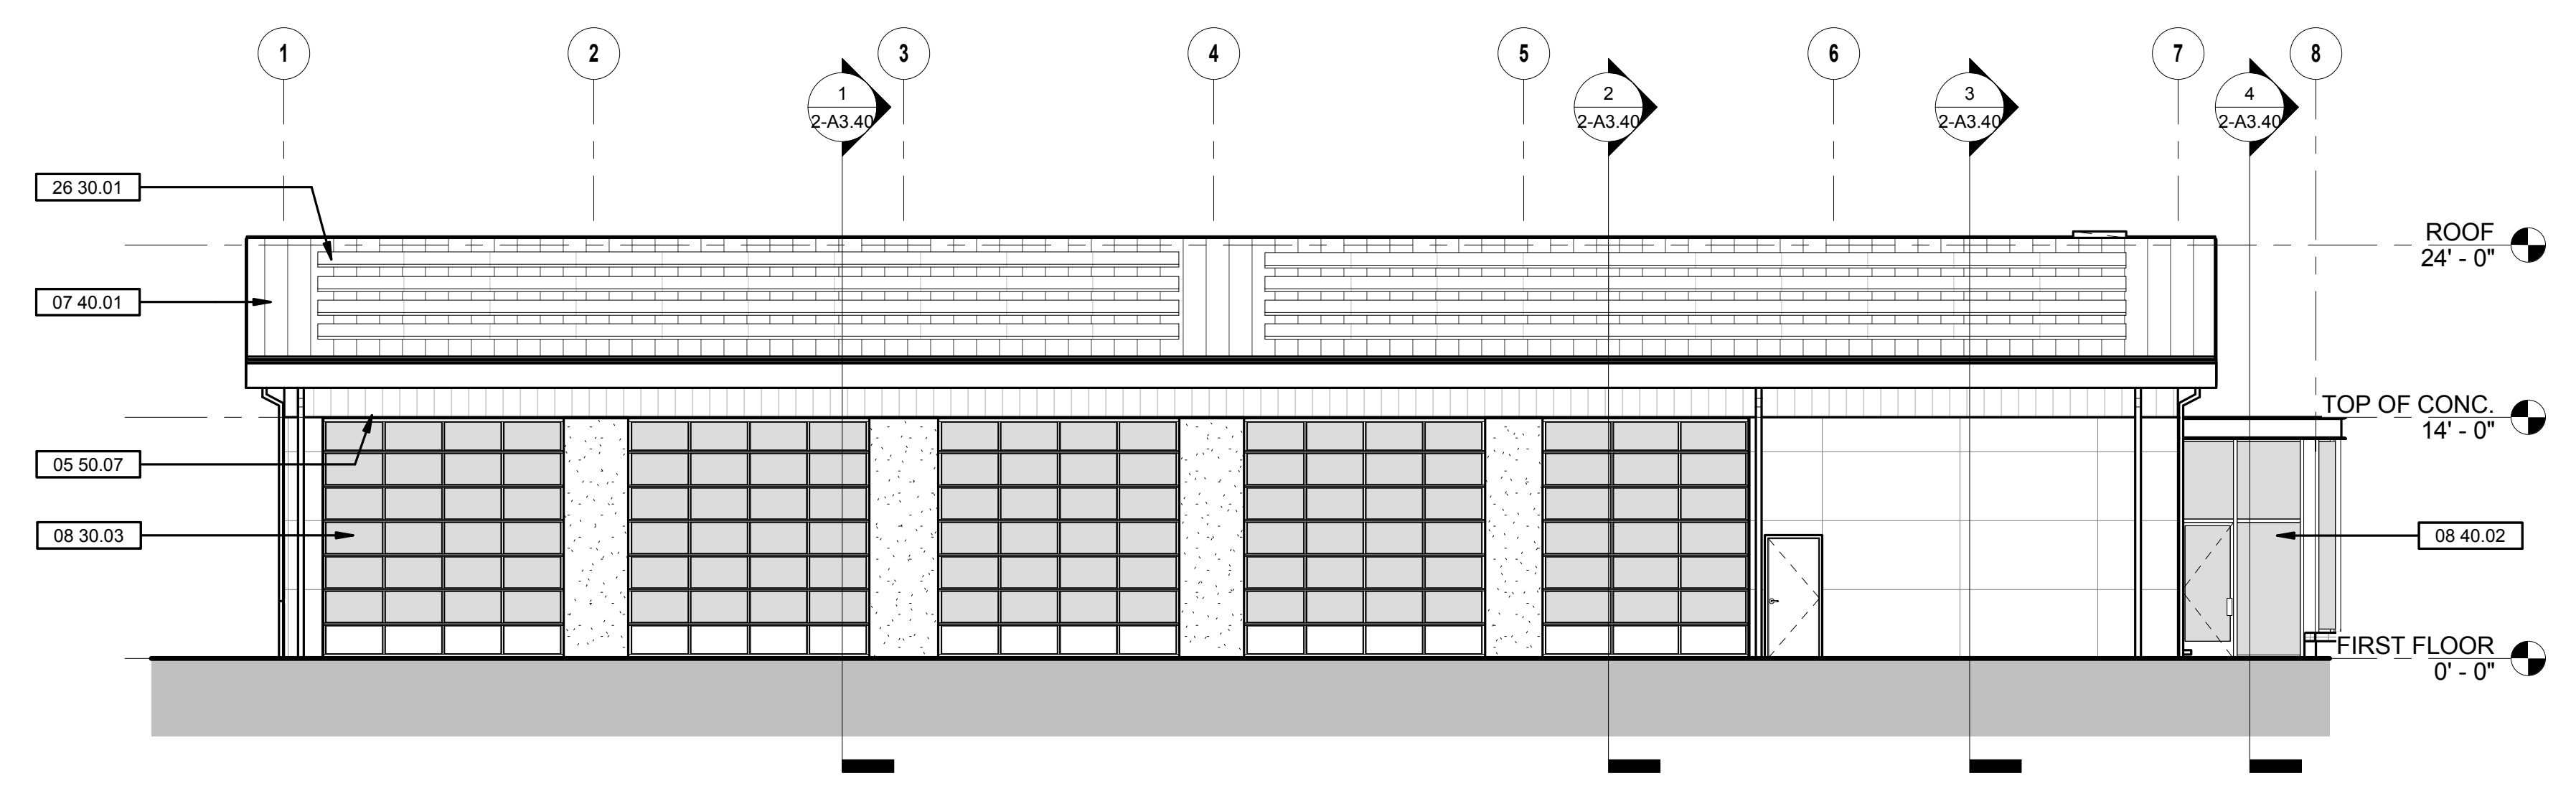 1
2
3
4
5
6
7
8
1
2-A3.40
2
2-A3.40
3
2-A3.40
4
2-A3.40
26 30.01
07 40.01
05 50.07
08 30.03
08 40.02
ROOF
24' - 0"
TOP OF CONC.
14' - 0"
FIRST FLOOR
0' - 0"